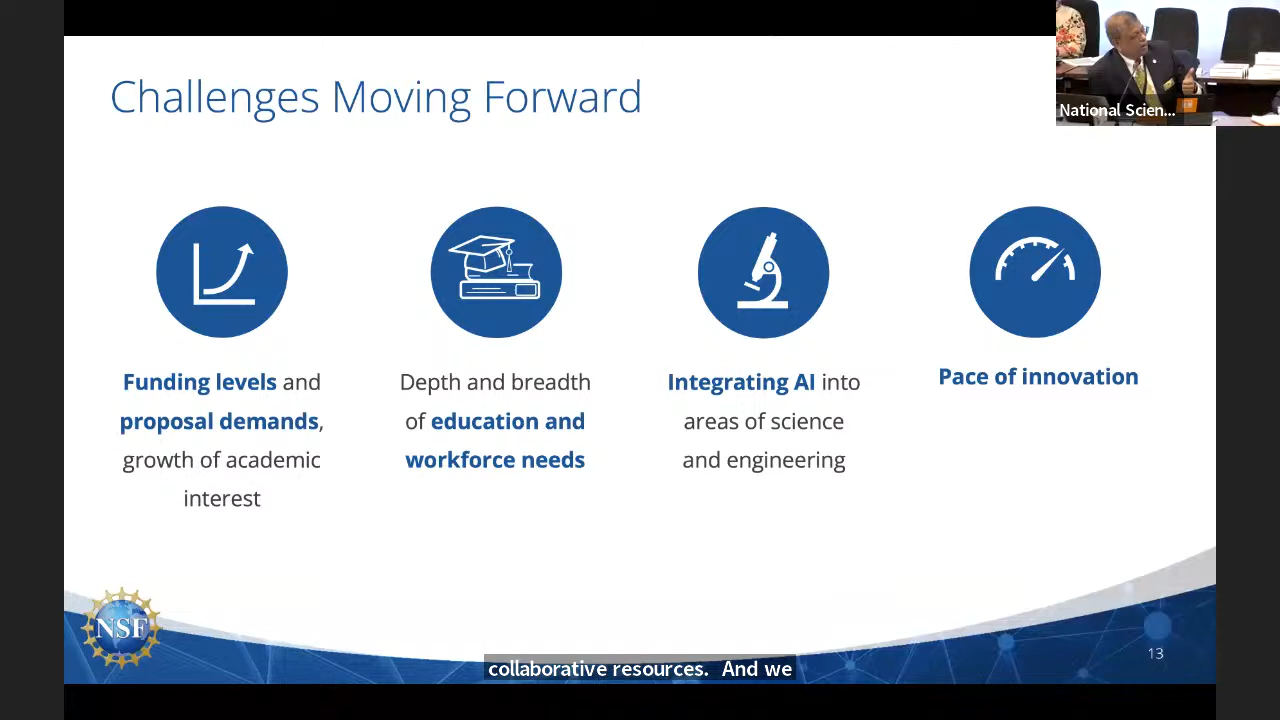 Challenges Moving Forward
National Scien...
Funding levels and
proposal demands,
growth of academic
interest
Depth and breadth
of education and
workforce needs
Integrating AI into
areas of science
and engineering
Pace of innovation
NSF
13
collaborative resources. And we